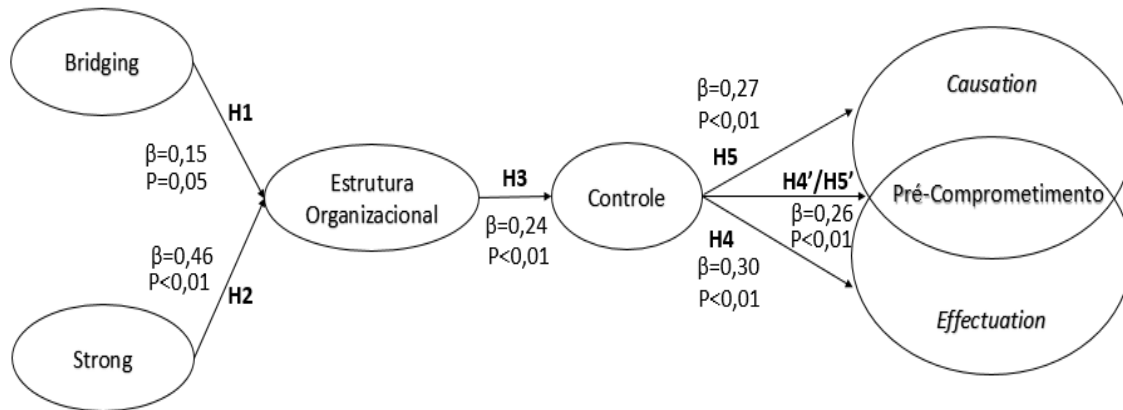 Bridging
H1
β=0,15
P=0,05
β=0,46
P<0,01
H2
Strong
Estrutura
Organizacional
H3
β=0,24
P<0,01
Controle
β=0,27
P<0,01
H5
H4’/H5’
β=0,26
P<0,01
H4
β=0,30
P<0,01
Causation
Pré-Comprometimento
Effectuation